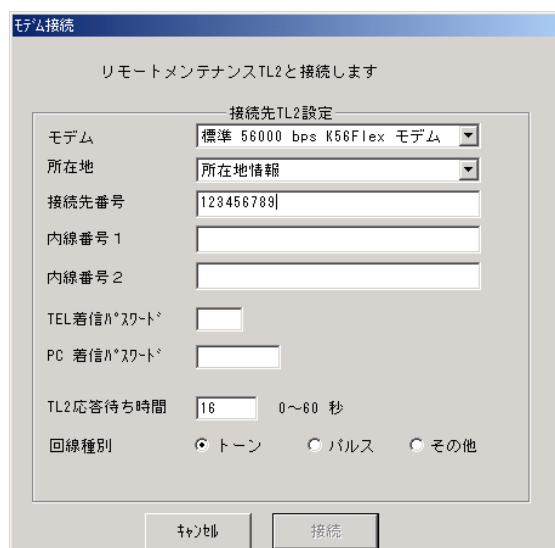 ﾓﾃﾞﾑ接続
リモートメンテナンスTL2と接続します
接続先TL2設定
モデム 標準 56000 bps K56Flex モデム
所在地 所在地情報
接続先番号 123456789
内線番号１
内線番号２
TEL着信ﾊﾟｽﾜｰﾄﾞ
PC 着信ﾊﾟｽﾜｰﾄﾞ
TL2応答待ち時間 16 0～60 秒
回線種別 トーン パルス その他
ｷｬﾝｾﾙ 接続